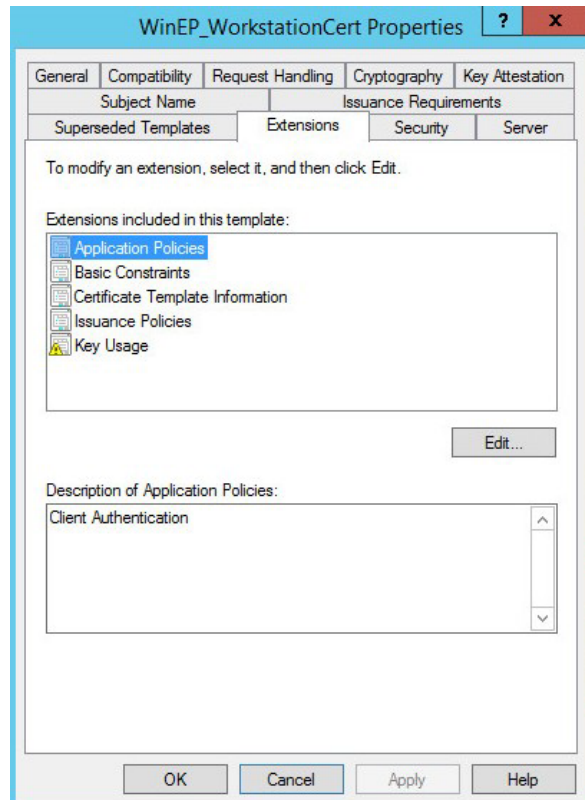 WinEP_WorkstationCert Properties ? x
General Compatibility Request Handling Cryptography Key Attestation
Subject Name Issuance Requirements
Superseded Templates Extensions Security Server
To modify an extension, select it, and then click Edit.
Extensions included in this template:
Application Policies
Basic Constraints
Certificate Template Information
Issuance Policies
Key Usage
Edit...
Description of Application Policies:
Client Authentication
OK Cancel Apply Help